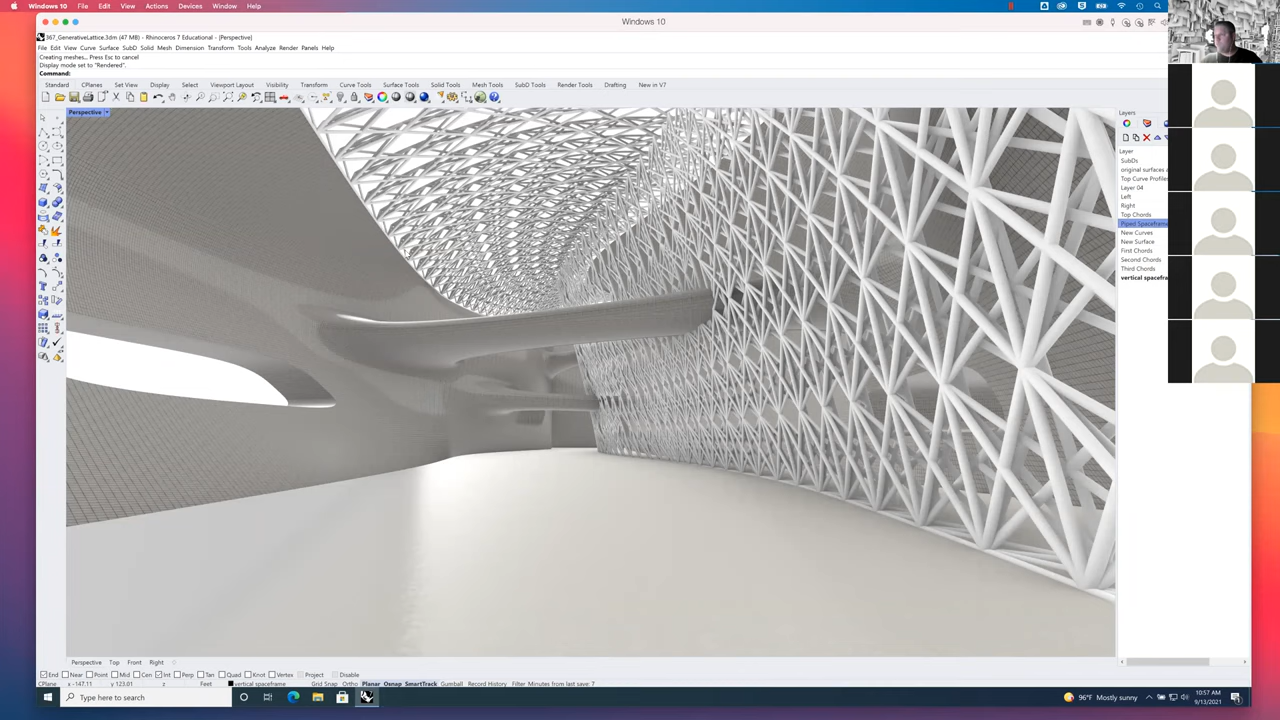 Windows 10 File Edit View Actions Devices Window Help
Windows 10
367_GenerativeLattice.3dm (47 MB) - Rhinoceros 7 Educational - [Perspective]
File Edit View Curve Surface SubD Solid Mesh Dimension Transform Tools Analyze Render Panels Help
Creating meshes... Press Esc to cancel
Display mode set to "Rendered".
Command:
Standard CPlanes Set View Display Select Viewport Layout Visibility Transform Curve Tools Surface Tools Solid Tools Mesh Tools SubD Tools Render Tools Drafting New in V7
Perspective
Layers
Layer
SubDs
original surfaces
Top Curve Profiles
Layer 04
Left
Right
Top Chords
Piped Spaceframe
New Curves
New Surface
First Chords
Second Chords
Third Chords
vertical spacefra
Perspective Top Front Right
End Near Point Mid Cen Int Perp Tan Quad Knot Vertex Project Disable
CPlane x -147.11 y 123.01 z Feet vertical spaceframe Grid Snap Ortho Planar Osnap SmartTrack Gumball Record History Filter Minutes from last save: 7
Type here to search
96°F Mostly sunny
10:57 AM
9/13/2021